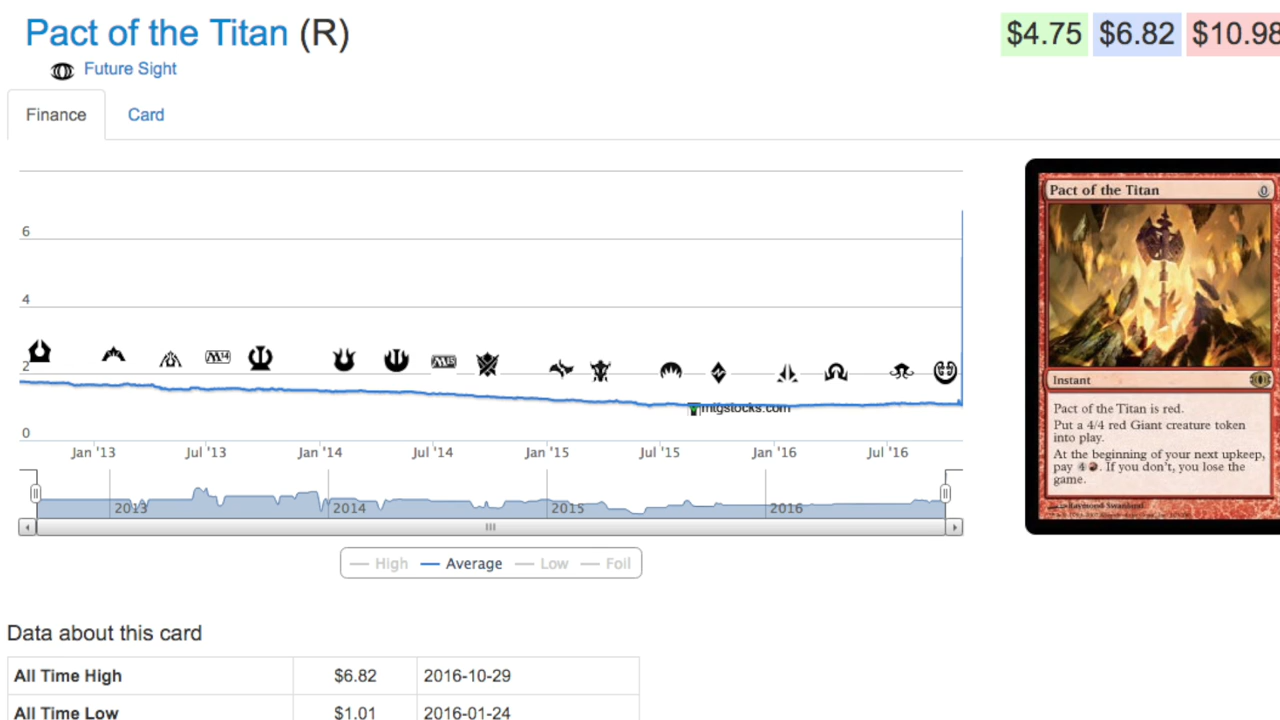 Pact of the Titan (R)
$4.75 $6.82 $10.98
Future Sight
Finance Card
6
4
2
0
M14
M15
mtgstocks.com
Jan '13 Jul '13 Jan '14 Jul '14 Jan '15 Jul '15 Jan '16 Jul '16
2013 2014 2015 2016
High Average Low Foil
Pact of the Titan 0
Instant
Pact of the Titan is red.
Put a 4/4 red Giant creature token
into play.
At the beginning of your next upkeep,
pay 4. If you don't, you lose the
game.
Raymond Swanland
Data about this card
All Time High $6.82 2016-10-29
All Time Low $1.01 2016-01-24